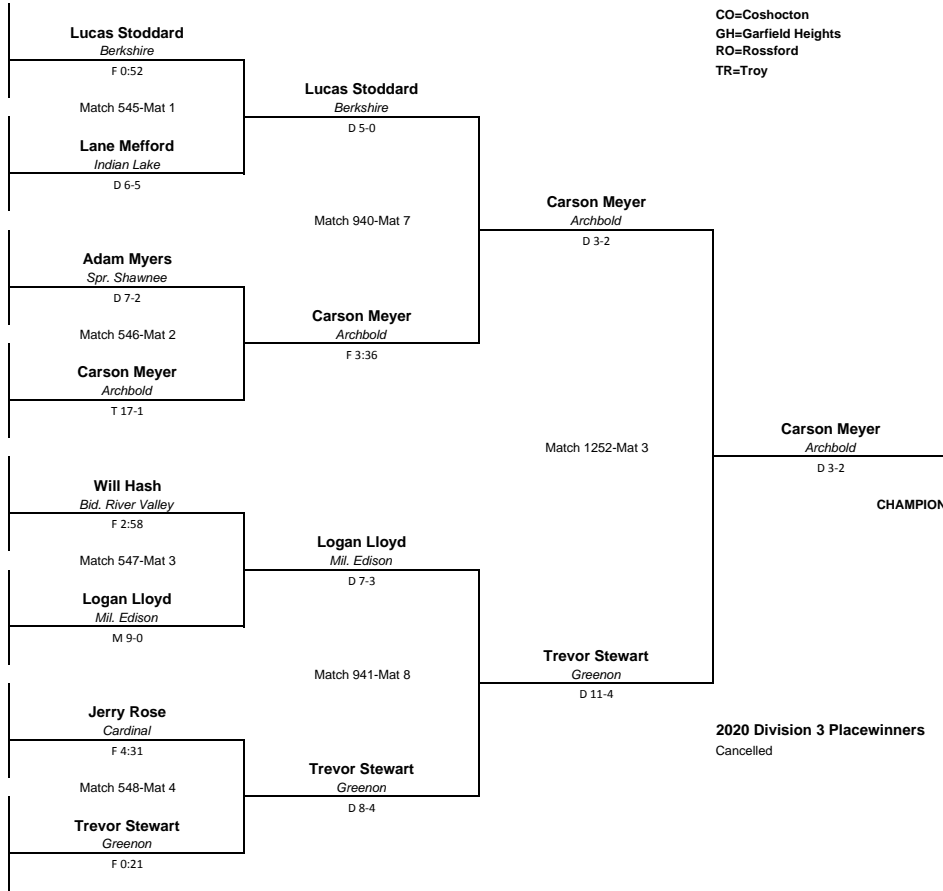 CO=Coshocton
GH=Garfield Heights
RO=Rossford
TR=Troy
Lucas Stoddard
Berkshire
F 0:52
Match 545-Mat 1
Lane Mefford
Indian Lake
D 6-5
Adam Myers
Spr. Shawnee
D 7-2
Match 546-Mat 2
Carson Meyer
Archbold
T 17-1
Will Hash
Bid. River Valley
F 2:58
Match 547-Mat 3
Logan Lloyd
Mil. Edison
M 9-0
Jerry Rose
Cardinal
F 4:31
Match 548-Mat 4
Trevor Stewart
Greenon
F 0:21
Lucas Stoddard
Berkshire
D 5-0
Match 940-Mat 7
Carson Meyer
Archbold
F 3:36
Logan Lloyd
Mil. Edison
D 7-3
Match 941-Mat 8
Trevor Stewart
Greenon
D 8-4
Carson Meyer
Archbold
D 3-2
Match 1252-Mat 3
Trevor Stewart
Greenon
D 11-4
Carson Meyer
Archbold
D 3-2
CHAMPION
2020 Division 3 Placewinners
Cancelled